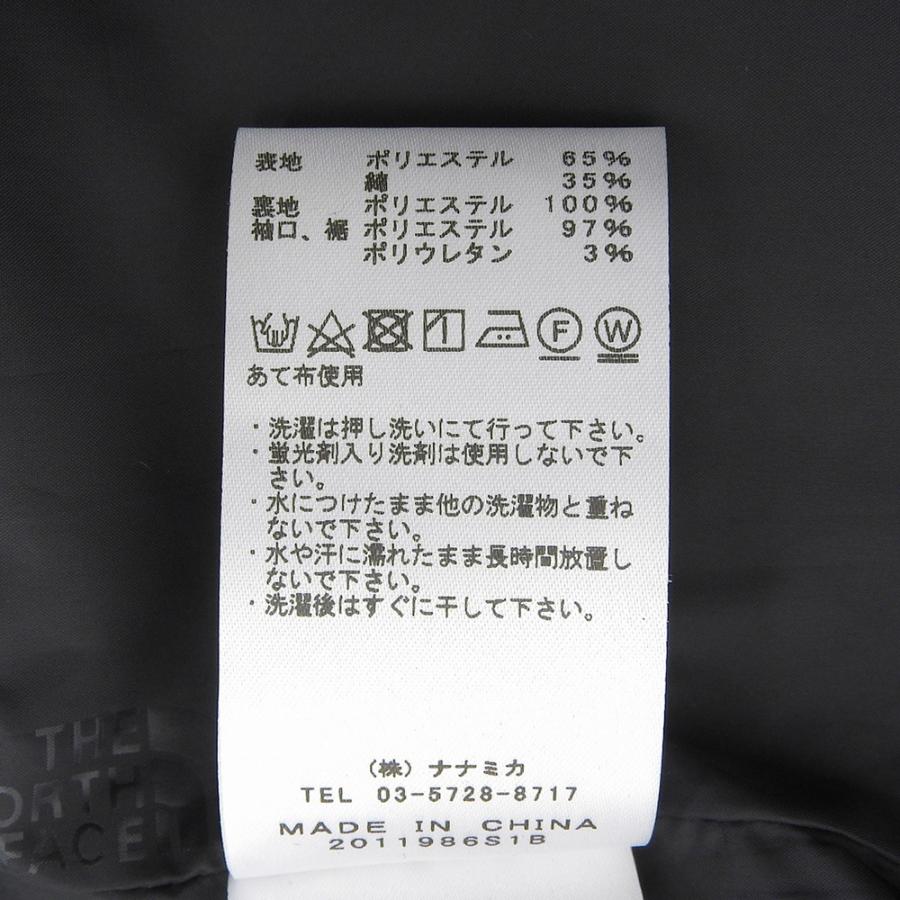 表地 ポリエステル 65%
綿 35%
裏地 ポリエステル 100%
袖口、裾 ポリエステル 97%
ポリウレタン 3%
F W
あて布使用
・洗濯は押し洗いにて行って下さい。
・蛍光剤入り洗剤は使用しないで下
さい。
・水につけたまま他の洗濯物と重ね
ないで下さい。
・水や汗に濡れたまま長時間放置し
ないで下さい。
・洗濯後はすぐに干して下さい。
(株)ナナミカ
TEL 03-5728-8717
MADE IN CHINA
2011986S1B
THE
NORTH
FACE